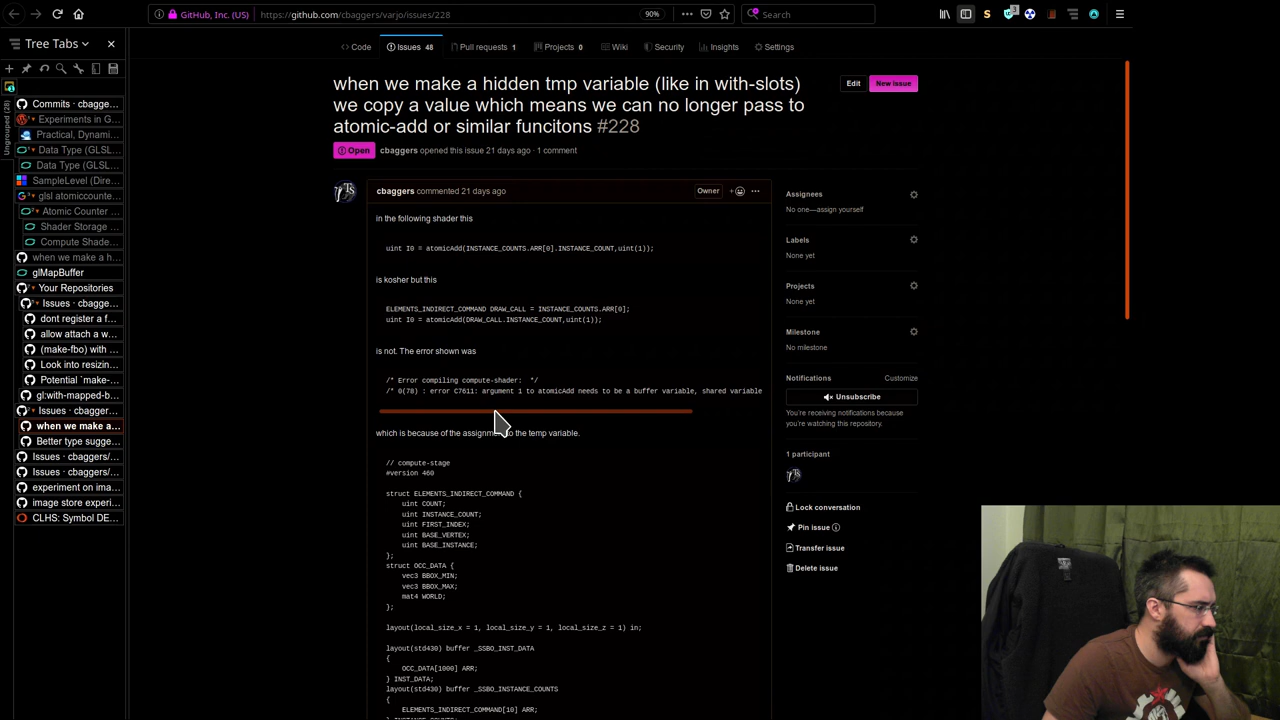 GitHub, Inc. (US)
https://github.com/cbaggers/varjo/issues/228
90%
Search
Tree Tabs
Ungrouped (28)
Commits · cbagge...
Experiments in G...
Practical, Dynami...
Data Type (GLSL...
Data Type (GLSL...
SampleLevel (Dire...
glsl atomiccounte...
Atomic Counter ...
Shader Storage ...
Compute Shade...
when we make a h...
glMapBuffer
Your Repositories
Issues · cbagge...
dont register a f...
allow attach a w...
(make-fbo) with ...
Look into resizin...
Potential `make-...
gl:with-mapped-b...
Issues · cbagger...
when we make a...
Better type sugge...
Issues · cbaggers/...
Issues · cbaggers/...
experiment on ima...
image store experi...
CLHS: Symbol DE...
Code
Issues 48
Pull requests 1
Projects 0
Wiki
Security
Insights
Settings
when we make a hidden tmp variable (like in with-slots)
we copy a value which means we can no longer pass to
atomic-add or similar funcitons #228
Edit
New issue
Open
cbaggers opened this issue 21 days ago · 1 comment
cbaggers commented 21 days ago
Owner
in the following shader this
uint I0 = atomicAdd(INSTANCE_COUNTS.ARR[0].INSTANCE_COUNT,uint(1));
is kosher but this
ELEMENTS_INDIRECT_COMMAND DRAW_CALL = INSTANCE_COUNTS.ARR[0];
uint I0 = atomicAdd(DRAW_CALL.INSTANCE_COUNT,uint(1));
is not. The error shown was
/* Error compiling compute-shader:  */
/* 0(78) : error C7611: argument 1 to atomicAdd needs to be a buffer variable, shared variable
which is because of the assignm to the temp variable.
// compute-stage
#version 460
struct ELEMENTS_INDIRECT_COMMAND {
uint COUNT;
uint INSTANCE_COUNT;
uint FIRST_INDEX;
uint BASE_VERTEX;
uint BASE_INSTANCE;
};
struct OCC_DATA {
vec3 BBOX_MIN;
vec3 BBOX_MAX;
mat4 WORLD;
};
layout(local_size_x = 1, local_size_y = 1, local_size_z = 1) in;
layout(std430) buffer _SSBO_INST_DATA
{
OCC_DATA[1000] ARR;
} INST_DATA;
layout(std430) buffer _SSBO_INSTANCE_COUNTS
{
ELEMENTS_INDIRECT_COMMAND[10] ARR;
Assignees
No one—assign yourself
Labels
None yet
Projects
None yet
Milestone
No milestone
Notifications
Customize
Unsubscribe
You're receiving notifications because
you're watching this repository.
1 participant
Lock conversation
Pin issue
Transfer issue
Delete issue